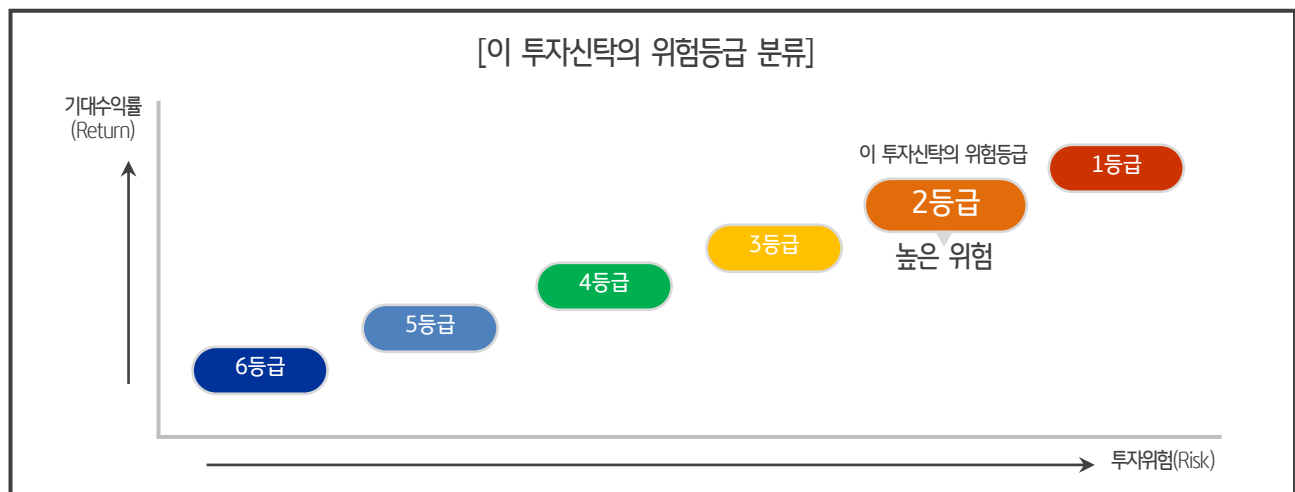 [이 투자신탁의 위험등급 분류]
기대수익률
(Return)
이 투자신탁의 위험등급
1등급
2등급
높은 위험
3등급
4등급
5등급
6등급
투자위험(Risk)